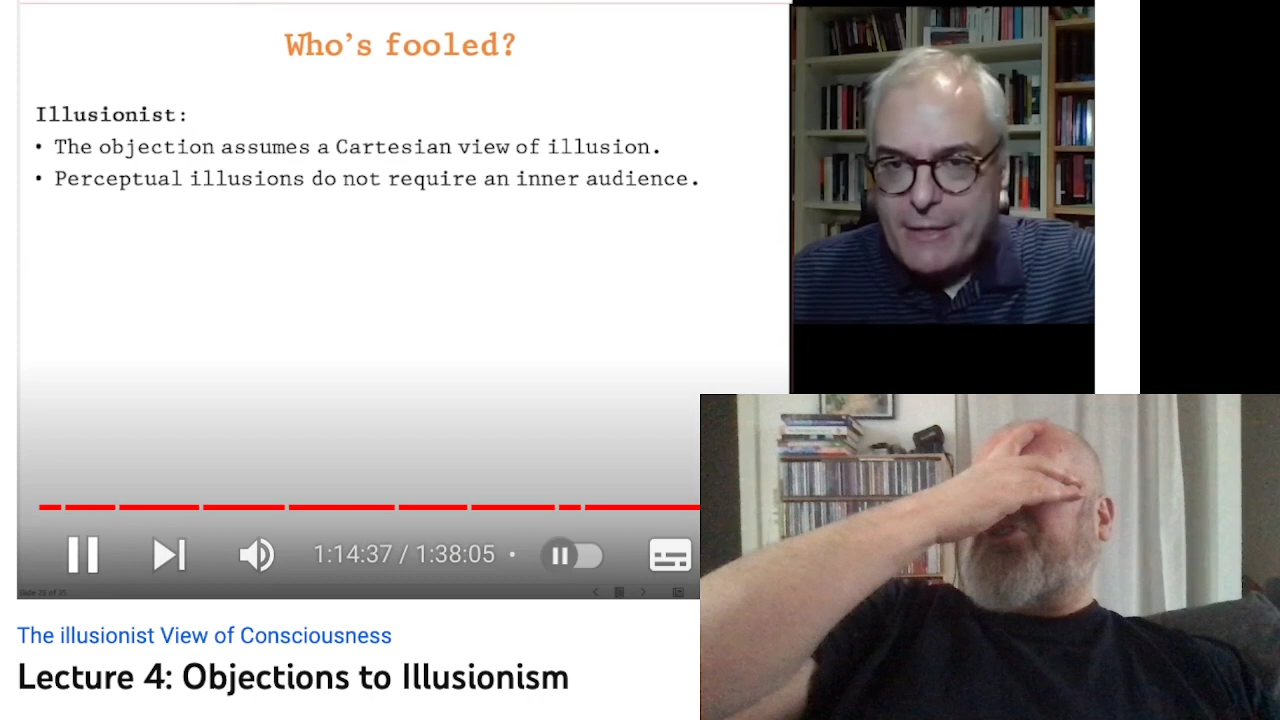 Who's fooled?
Illusionist:
• The objection assumes a Cartesian view of illusion.
• Perceptual illusions do not require an inner audience.
1:14:37 / 1:38:05 •
The illusionist View of Consciousness
Lecture 4: Objections to Illusionism